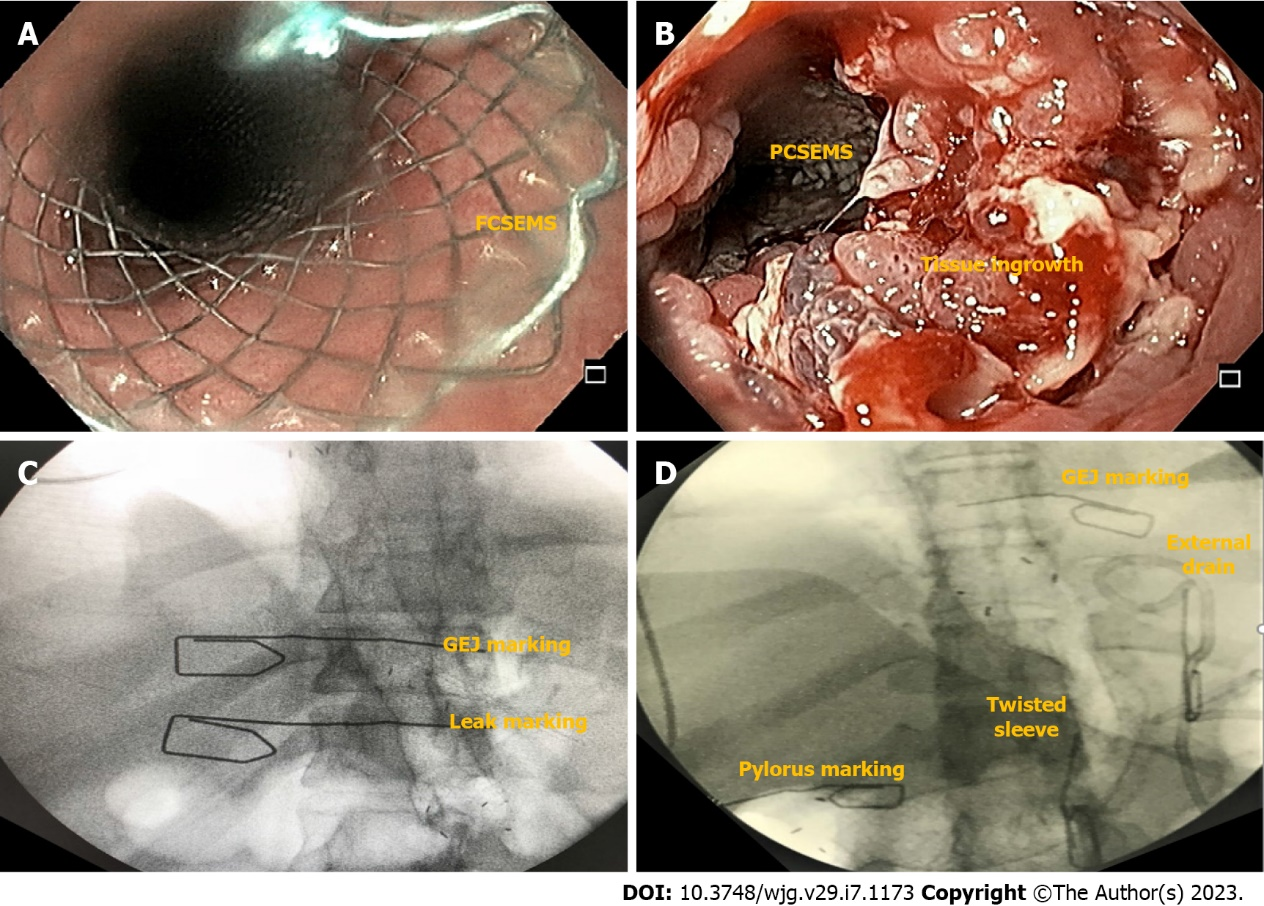 A
FCSEMS
B
PCSEMS
Tissue ingrowth
C
GEJ marking
Leak marking
D
GEJ marking
External
drain
Twisted
sleeve
Pylorus marking
DOI: 10.3748/wjg.v29.i7.1173 Copyright ©The Author(s) 2023.